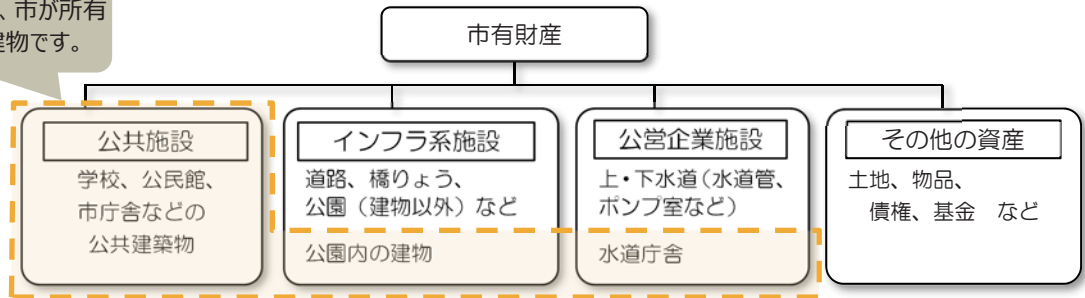 、市が所有
建物です。
市有財産
公共施設
学校、公民館、
市庁舎などの
公共建築物
インフラ系施設
道路、橋りょう、
公園（建物以外）など
公園内の建物
公営企業施設
上・下水道（水道管、
ポンプ室など）
水道庁舎
その他の資産
土地、物品、
債権、基金　など